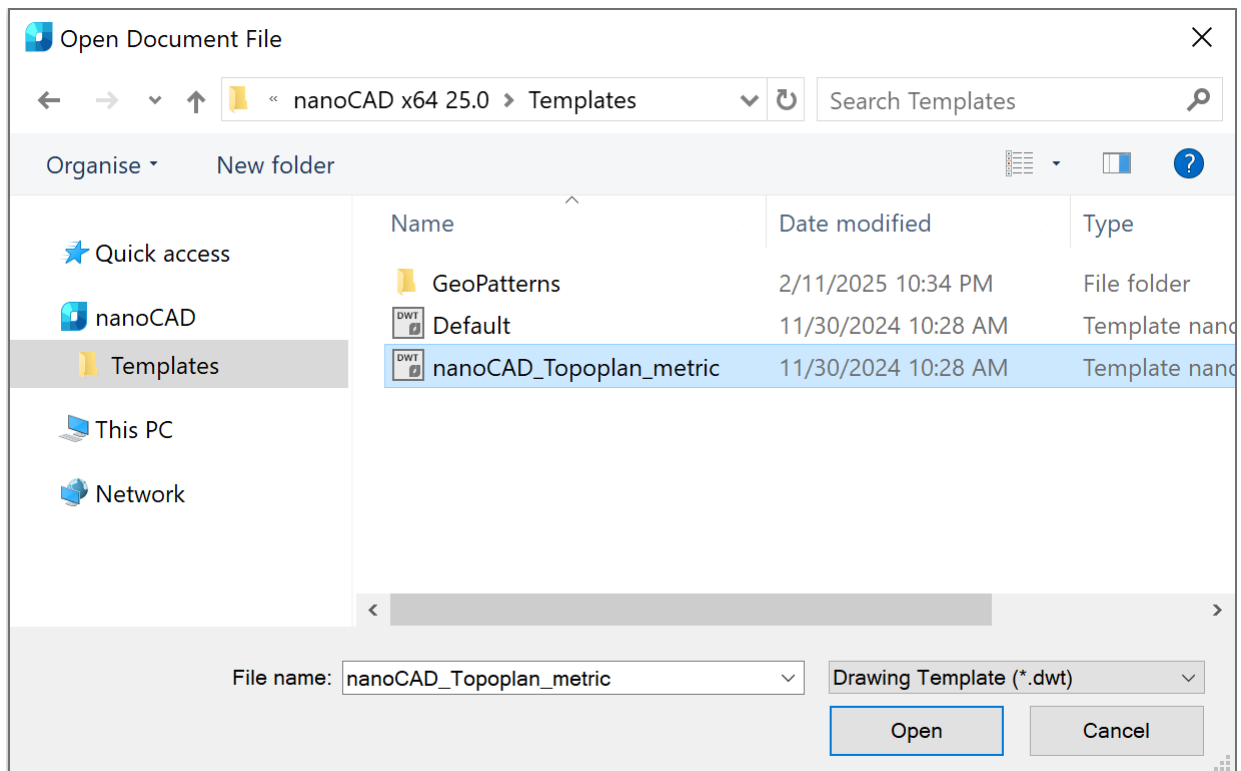 Open Document File
« nanoCAD x64 25.0 > Templates
Search Templates
Organise
New folder
?
Name
Date modified
Type
Quick access
nanoCAD
Templates
This PC
Network
GeoPatterns 2/11/2025 10:34 PM File folder
DWT Default 11/30/2024 10:28 AM Template nano
DWT nanoCAD_Topoplan_metric 11/30/2024 10:28 AM Template nano
File name: nanoCAD_Topoplan_metric
Drawing Template (*.dwt)
Open
Cancel